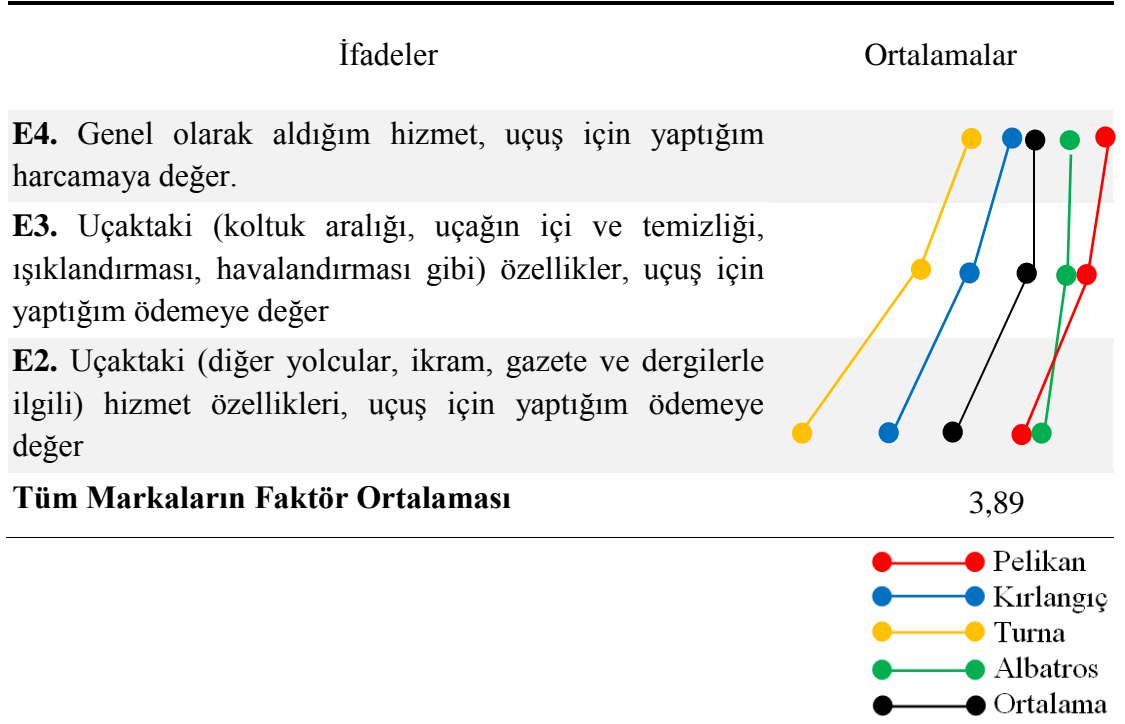 İfadeler Ortalamalar
E4. Genel olarak aldığım hizmet, uçuş için yaptığım
harcamaya değer.
E3. Uçaktaki (koltuk aralığı, uçağın içi ve temizliği,
ışıklandırması, havalandırması gibi) özellikler, uçuş için
yaptığım ödemeye değer
E2. Uçaktaki (diğer yolcular, ikram, gazete ve dergilerle
ilgili) hizmet özellikleri, uçuş için yaptığım ödemeye
değer
Tüm Markaların Faktör Ortalaması 3,89
Pelikan
Kırlangıç
Turna
Albatros
Ortalama